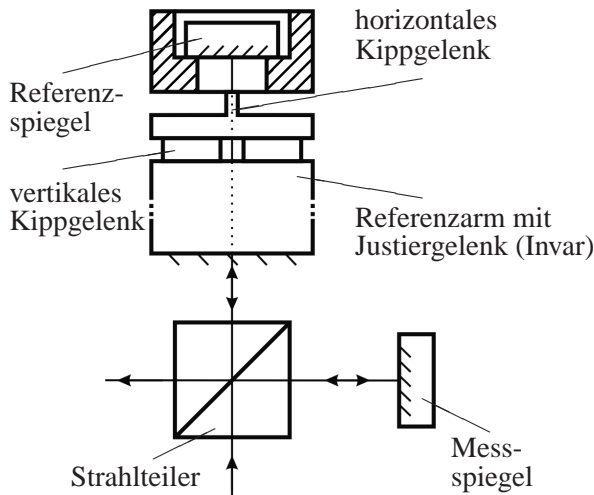 horizontales
Kippgelenk
Referenz-
spiegel
vertikales
Kippgelenk
Referenzarm mit
Justiergelenk (Invar)
Strahlteiler
Mess-
spiegel